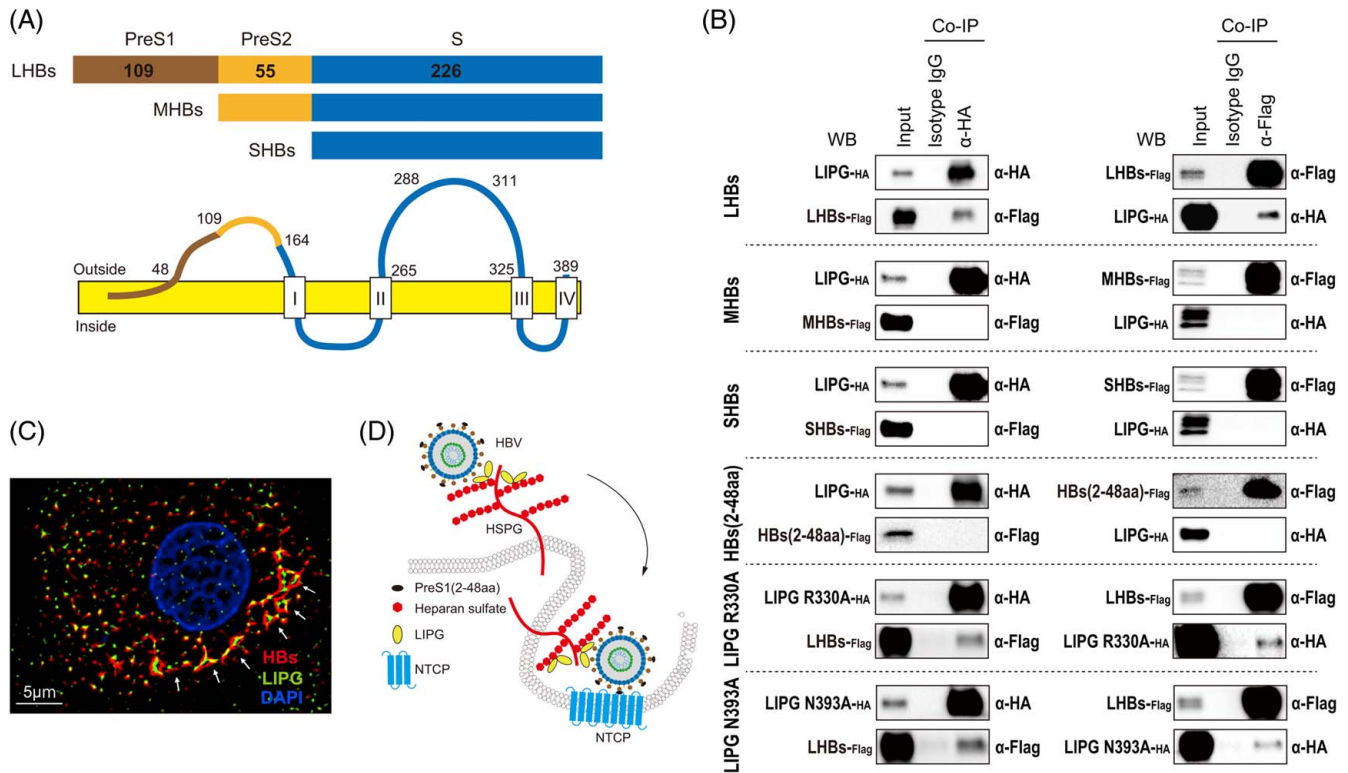 (A)
PreS1 PreS2 S
LHBs 109 55 226
MHBs
SHBs
288 311
109
164
48
Outside 265 325 389
I II III IV
Inside
(B)
Co-IP Co-IP
WB Input Isotype IgG α-HA WB Input Isotype IgG α-Flag
LHBs
LIPG-HA α-HA LHBs-Flag α-Flag
LHBs-Flag α-Flag LIPG-HA α-HA
MHBs
LIPG-HA α-HA MHBs-Flag α-Flag
MHBs-Flag α-Flag LIPG-HA α-HA
SHBs
LIPG-HA α-HA SHBs-Flag α-Flag
SHBs-Flag α-Flag LIPG-HA α-HA
HBs(2-48aa)
LIPG-HA α-HA HBs(2-48aa)-Flag α-Flag
HBs(2-48aa)-Flag α-Flag LIPG-HA α-HA
LIPG R330A
LIPG R330A-HA α-HA LHBs-Flag α-Flag
LHBs-Flag α-Flag LIPG R330A-HA α-HA
LIPG N393A
LIPG N393A-HA α-HA LHBs-Flag α-Flag
LHBs-Flag α-Flag LIPG N393A-HA α-HA
(C)
HBs
LIPG
DAPI
5μm
(D)
HBV
HSPG
PreS1(2-48aa)
Heparan sulfate
LIPG
NTCP
NTCP